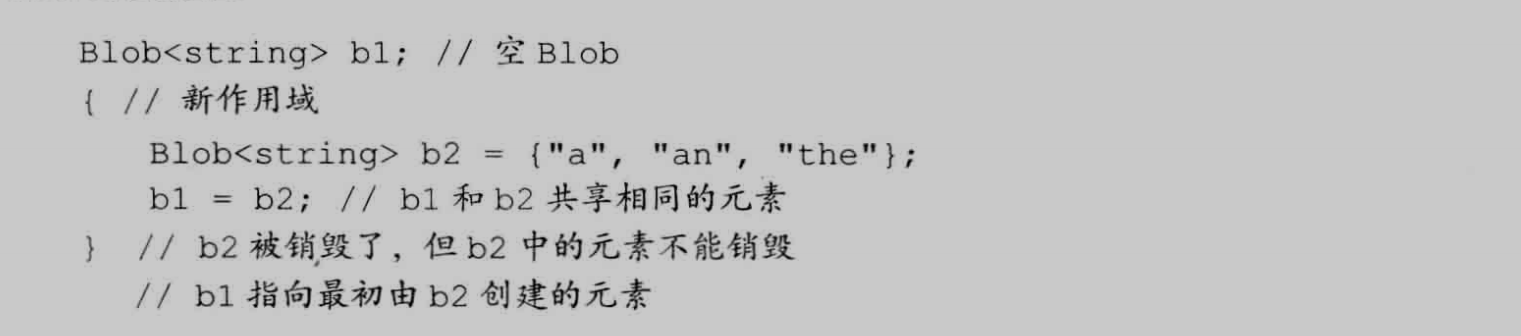 Blob<string> b1; // 空 Blob
{ // 新作用域
Blob<string> b2 = {"a", "an", "the"};
b1 = b2; // b1 和 b2 共享相同的元素
} // b2 被销毁了，但 b2 中的元素不能销毁
// b1 指向最初由 b2 创建的元素